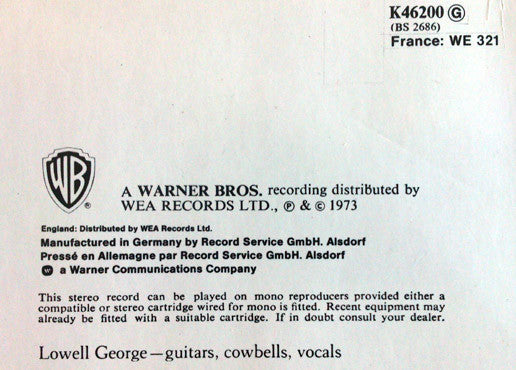 K46200 Ⓖ
(BS 2686)
France: WE 321
WB ®
A WARNER BROS. recording distributed by
WEA RECORDS LTD., ℗ & © 1973
England: Distributed by WEA Records Ltd.
Manufactured in Germany by Record Service GmbH. Alsdorf
Pressé en Allemagne par Record Service GmbH. Alsdorf
a Warner Communications Company
This stereo record can be played on mono reproducers provided either a
compatible or stereo cartridge wired for mono is fitted. Recent equipment may
already be fitted with a suitable cartridge. If in doubt consult your dealer.
Lowell George—guitars, cowbells, vocals